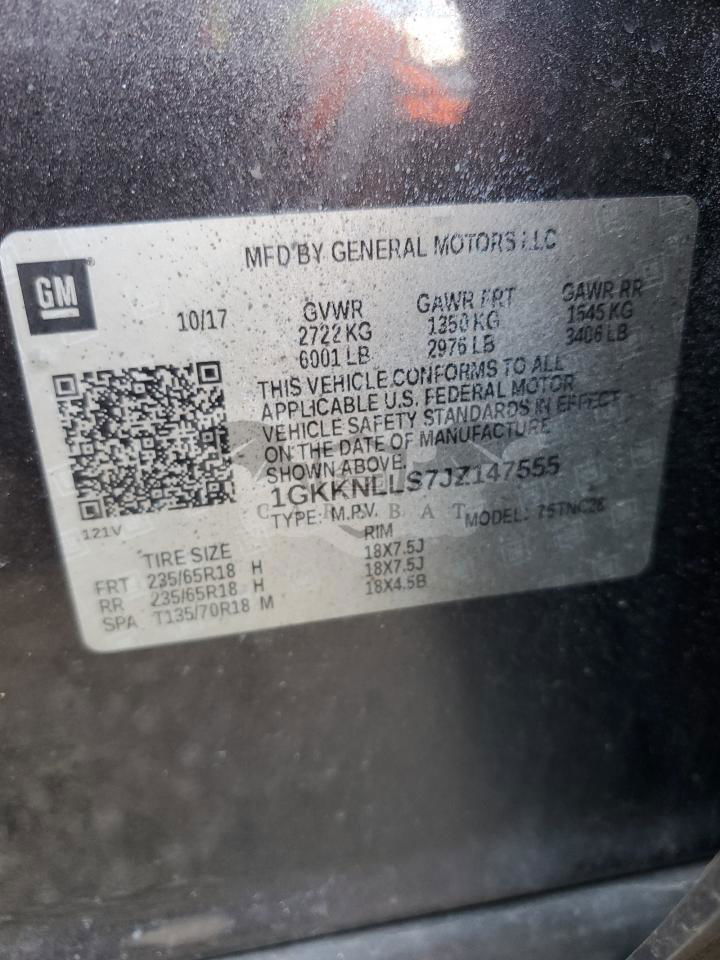 MFD BY GENERAL MOTORS LLC
GM
10/17 GVWR GAWR FRT GAWR RR
2722 KG 1350 KG 1545 KG
6001 LB 2976 LB 3406 LB
THIS VEHICLE CONFORMS TO ALL
APPLICABLE U.S. FEDERAL MOTOR
VEHICLE SAFETY STANDARDS IN EFFECT
ON THE DATE OF MANUFACTURE
SHOWN ABOVE.
1GKKNLLS7JZ147555
121V TYPE: M.P.V. MODEL:
TIRE SIZE RIM
FRT 235/65R18 H 18X7.5J
RR 235/65R18 H 18X7.5J
SPA T135/70R18 M 18X4.5B